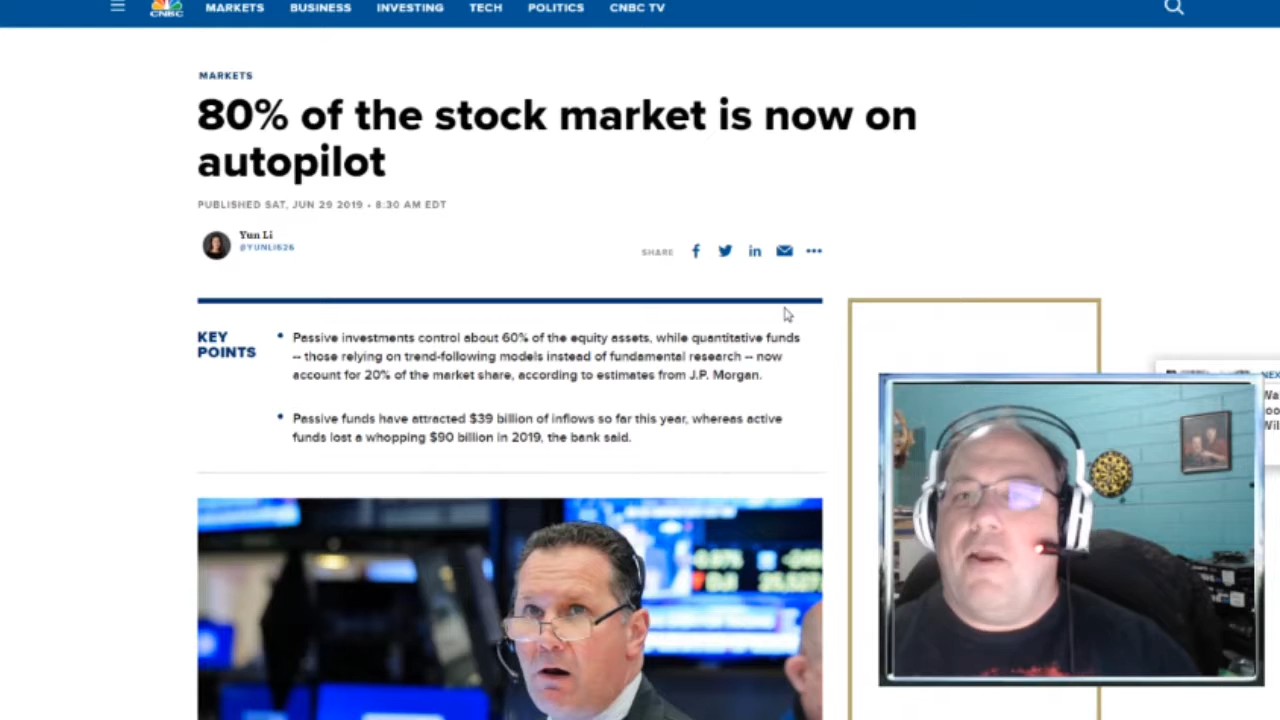 CNBC
MARKETS BUSINESS INVESTING TECH POLITICS CNBC TV
MARKETS
80% of the stock market is now on
autopilot
PUBLISHED SAT, JUN 29 2019 • 8:30 AM EDT
Yun Li
@YUNLI626
SHARE
KEY
POINTS
• Passive investments control about 60% of the equity assets, while quantitative funds
-- those relying on trend-following models instead of fundamental research -- now
account for 20% of the market share, according to estimates from J.P. Morgan.
• Passive funds have attracted $39 billion of inflows so far this year, whereas active
funds lost a whopping $90 billion in 2019, the bank said.